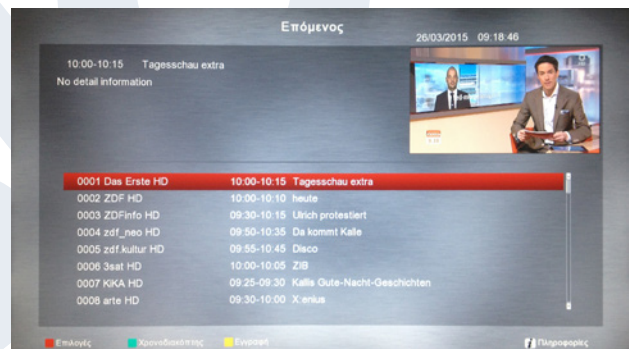 Επόμενος
26/03/2015 09:18:46
10:00-10:15 Tagesschau extra
No detail information
0001 Das Erste HD 10:00-10:15 Tagesschau extra
0002 ZDF HD 10:00-10:10 heute
0003 ZDFinfo HD 09:30-10:15 Ulrich protestiert
0004 zdf_neo HD 09:50-10:35 Da kommt Kalle
0005 zdf.kultur HD 09:55-10:45 Disco
0006 3sat HD 10:00-10:05 ZIB
0007 KiKA HD 09:25-09:30 Kallis Gute-Nacht-Geschichten
0008 arte HD 09:30-10:00 X:enius
Επιλογές Χρονοδιακόπτης Εγγραφή Πληροφορίες